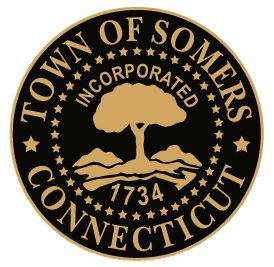 TOWN OF SOMERS
INCORPORATED
1734
CONNECTICUT